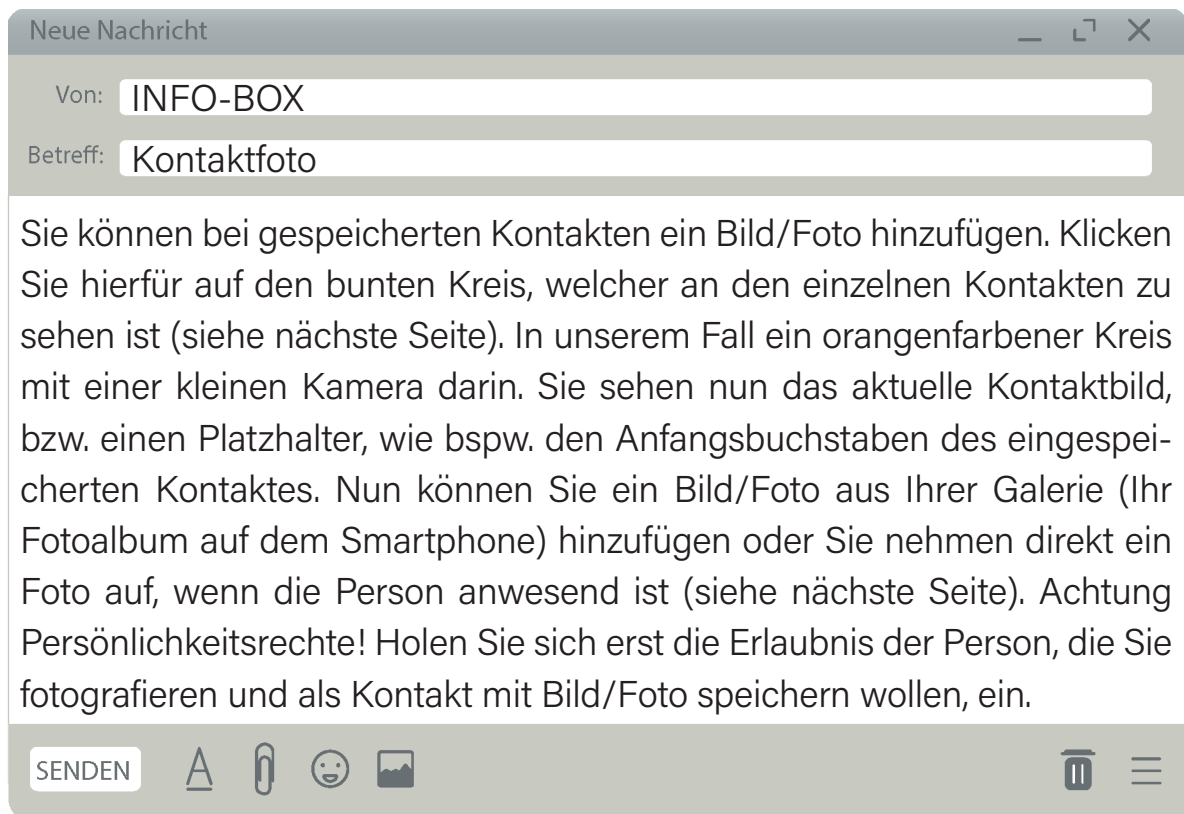 Neue Nachricht
Von: INFO-BOX
Betreff: Kontaktfoto
Sie können bei gespeicherten Kontakten ein Bild/Foto hinzufügen. Klicken
Sie hierfür auf den bunten Kreis, welcher an den einzelnen Kontakten zu
sehen ist (siehe nächste Seite). In unserem Fall ein orangenfarbener Kreis
mit einer kleinen Kamera darin. Sie sehen nun das aktuelle Kontaktbild,
bzw. einen Platzhalter, wie bspw. den Anfangsbuchstaben des eingespei-
cherten Kontaktes. Nun können Sie ein Bild/Foto aus Ihrer Galerie (Ihr
Fotoalbum auf dem Smartphone) hinzufügen oder Sie nehmen direkt ein
Foto auf, wenn die Person anwesend ist (siehe nächste Seite). Achtung
Persönlichkeitsrechte! Holen Sie sich erst die Erlaubnis der Person, die Sie
fotografieren und als Kontakt mit Bild/Foto speichern wollen, ein.
SENDEN A